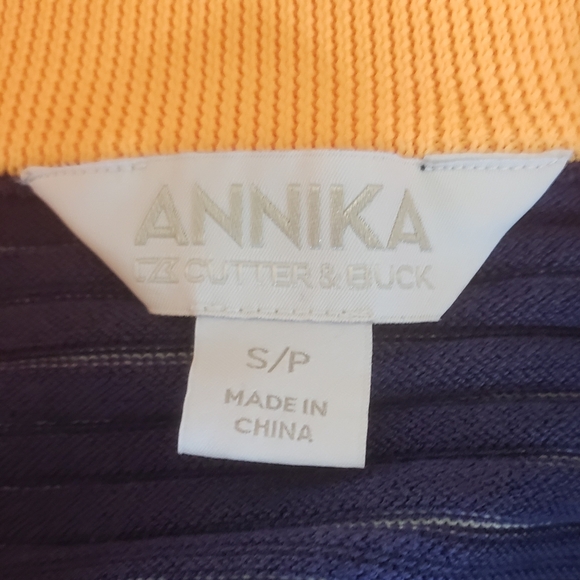 ANNIKA
CUTTER & BUCK
S/P
MADE IN
CHINA